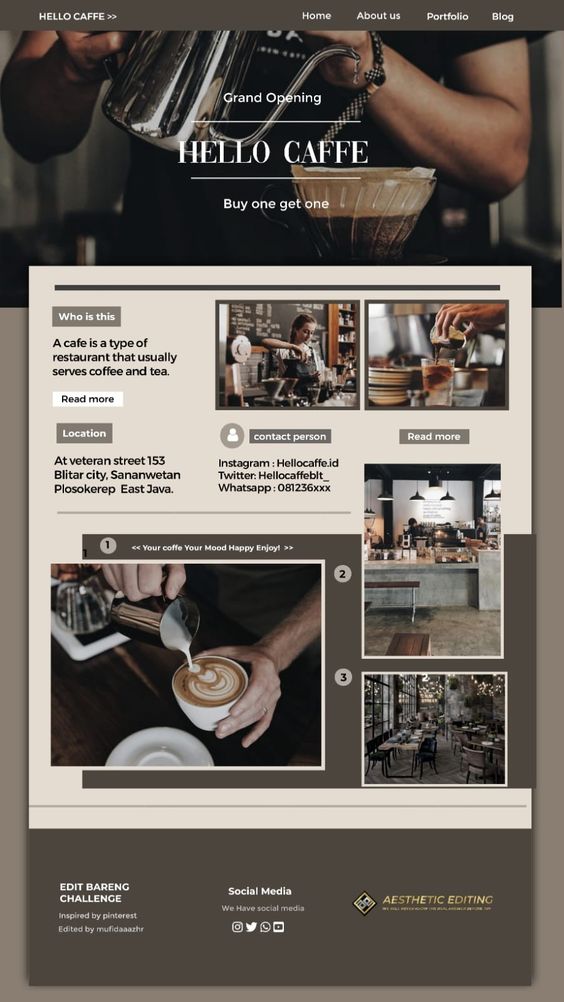 HELLO CAFFE >>
Home
About us
Portfolio
Blog
Grand Opening
HELLO CAFFE
Buy one get one
Who is this
A cafe is a type of
restaurant that usually
serves coffee and tea.
Read more
Location
At veteran street 153
Blitar city, Sananwetan
Plosokerep East Java.
contact person
Instagram : Hellocaffe.id
Twitter: Hellocaffeblt_
Whatsapp : 081236xxx
Read more
1
1
<< Your coffe Your Mood Happy Enjoy! >>
2
3
EDIT BARENG
CHALLENGE
Inspired by pinterest
Edited by mufidaaazhr
Social Media
We Have social media
AESTHETIC EDITING